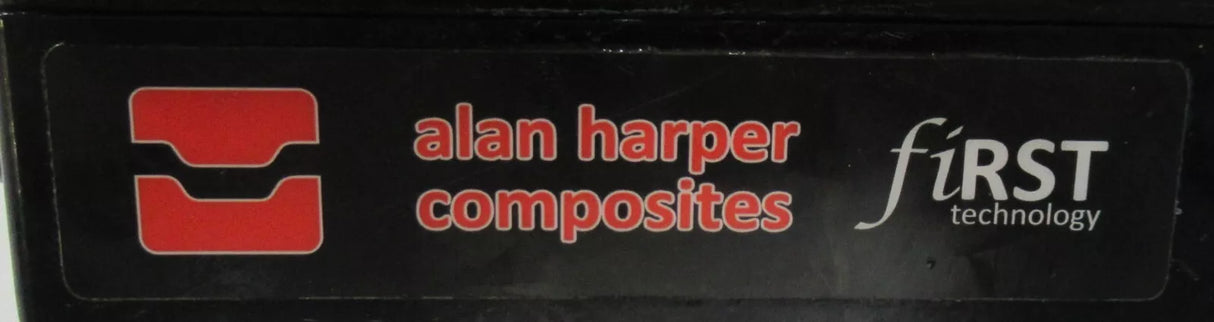 alan harper
composites
fiRST
technology